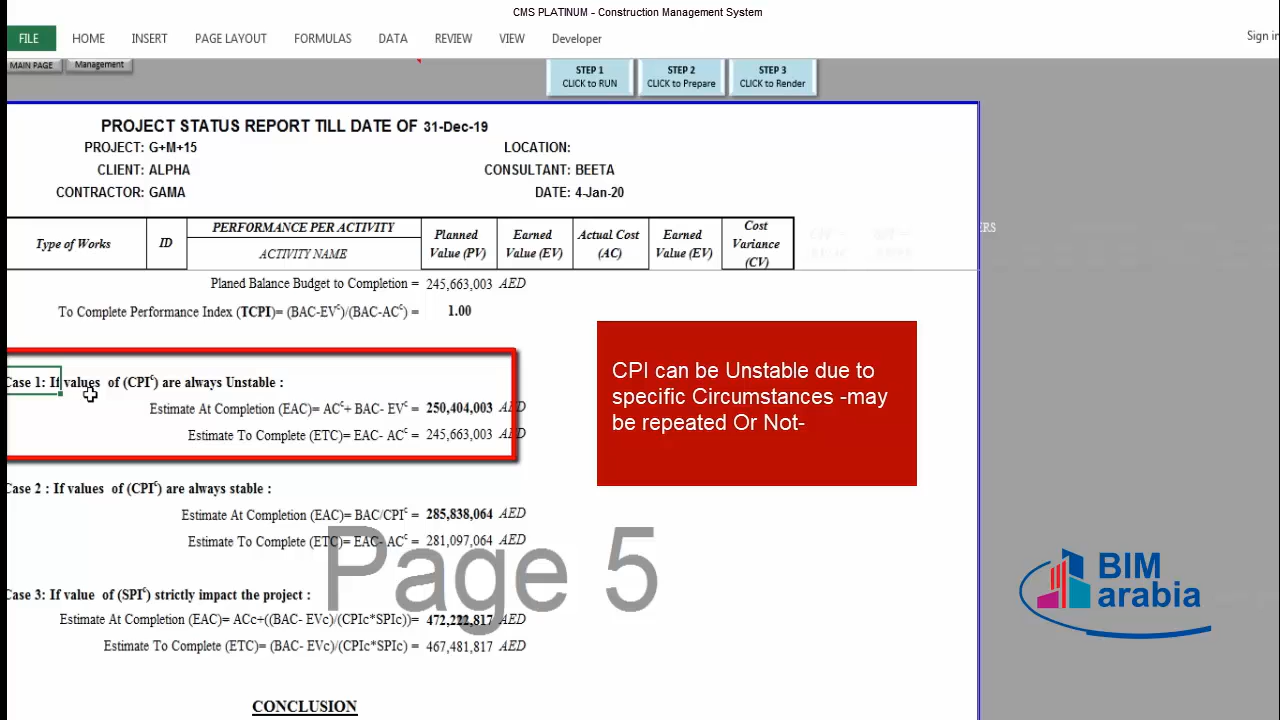 CMS PLATINUM – Construction Management System
FILE HOME INSERT PAGE LAYOUT FORMULAS DATA REVIEW VIEW Developer Sign in
MAIN PAGE Management
STEP 1 STEP 2 STEP 3
CLICK to RUN CLICK to Prepare CLICK to Render
PROJECT STATUS REPORT TILL DATE OF 31-Dec-19
PROJECT: G+M+15 LOCATION:
CLIENT: ALPHA CONSULTANT: BEETA
CONTRACTOR: GAMA DATE: 4-Jan-20
Type of Works ID PERFORMANCE PER ACTIVITY ACTIVITY NAME Planned Value (PV) Earned Value (EV) Actual Cost (AC) Earned Value (EV) Cost Variance (CV)
Planed Balance Budget to Completion = 245,663,003 AED
To Complete Performance Index (TCPI)= (BAC-EVᶜ)/(BAC-ACᶜ) = 1.00
Case 1: If values of (CPIᶜ) are always Unstable :
Estimate At Completion (EAC)= ACᶜ+ BAC- EVᶜ = 250,404,003 AED
Estimate To Complete (ETC)= EAC- ACᶜ = 245,663,003 AED
CPI can be Unstable due to
specific Circumstances -may
be repeated Or Not-
Case 2 : If values of (CPIᶜ) are always stable :
Estimate At Completion (EAC)= BAC/CPIᶜ = 285,838,064 AED
Estimate To Complete (ETC)= EAC- ACᶜ = 281,097,064 AED
Page 5
Case 3: If value of (SPIᶜ) strictly impact the project :
Estimate At Completion (EAC)= ACc+((BAC- EVc)/(CPIc*SPIc))= 472,222,817 AED
Estimate To Complete (ETC)= (BAC- EVc)/(CPIc*SPIc) = 467,481,817 AED
CONCLUSION
BIM
arabia